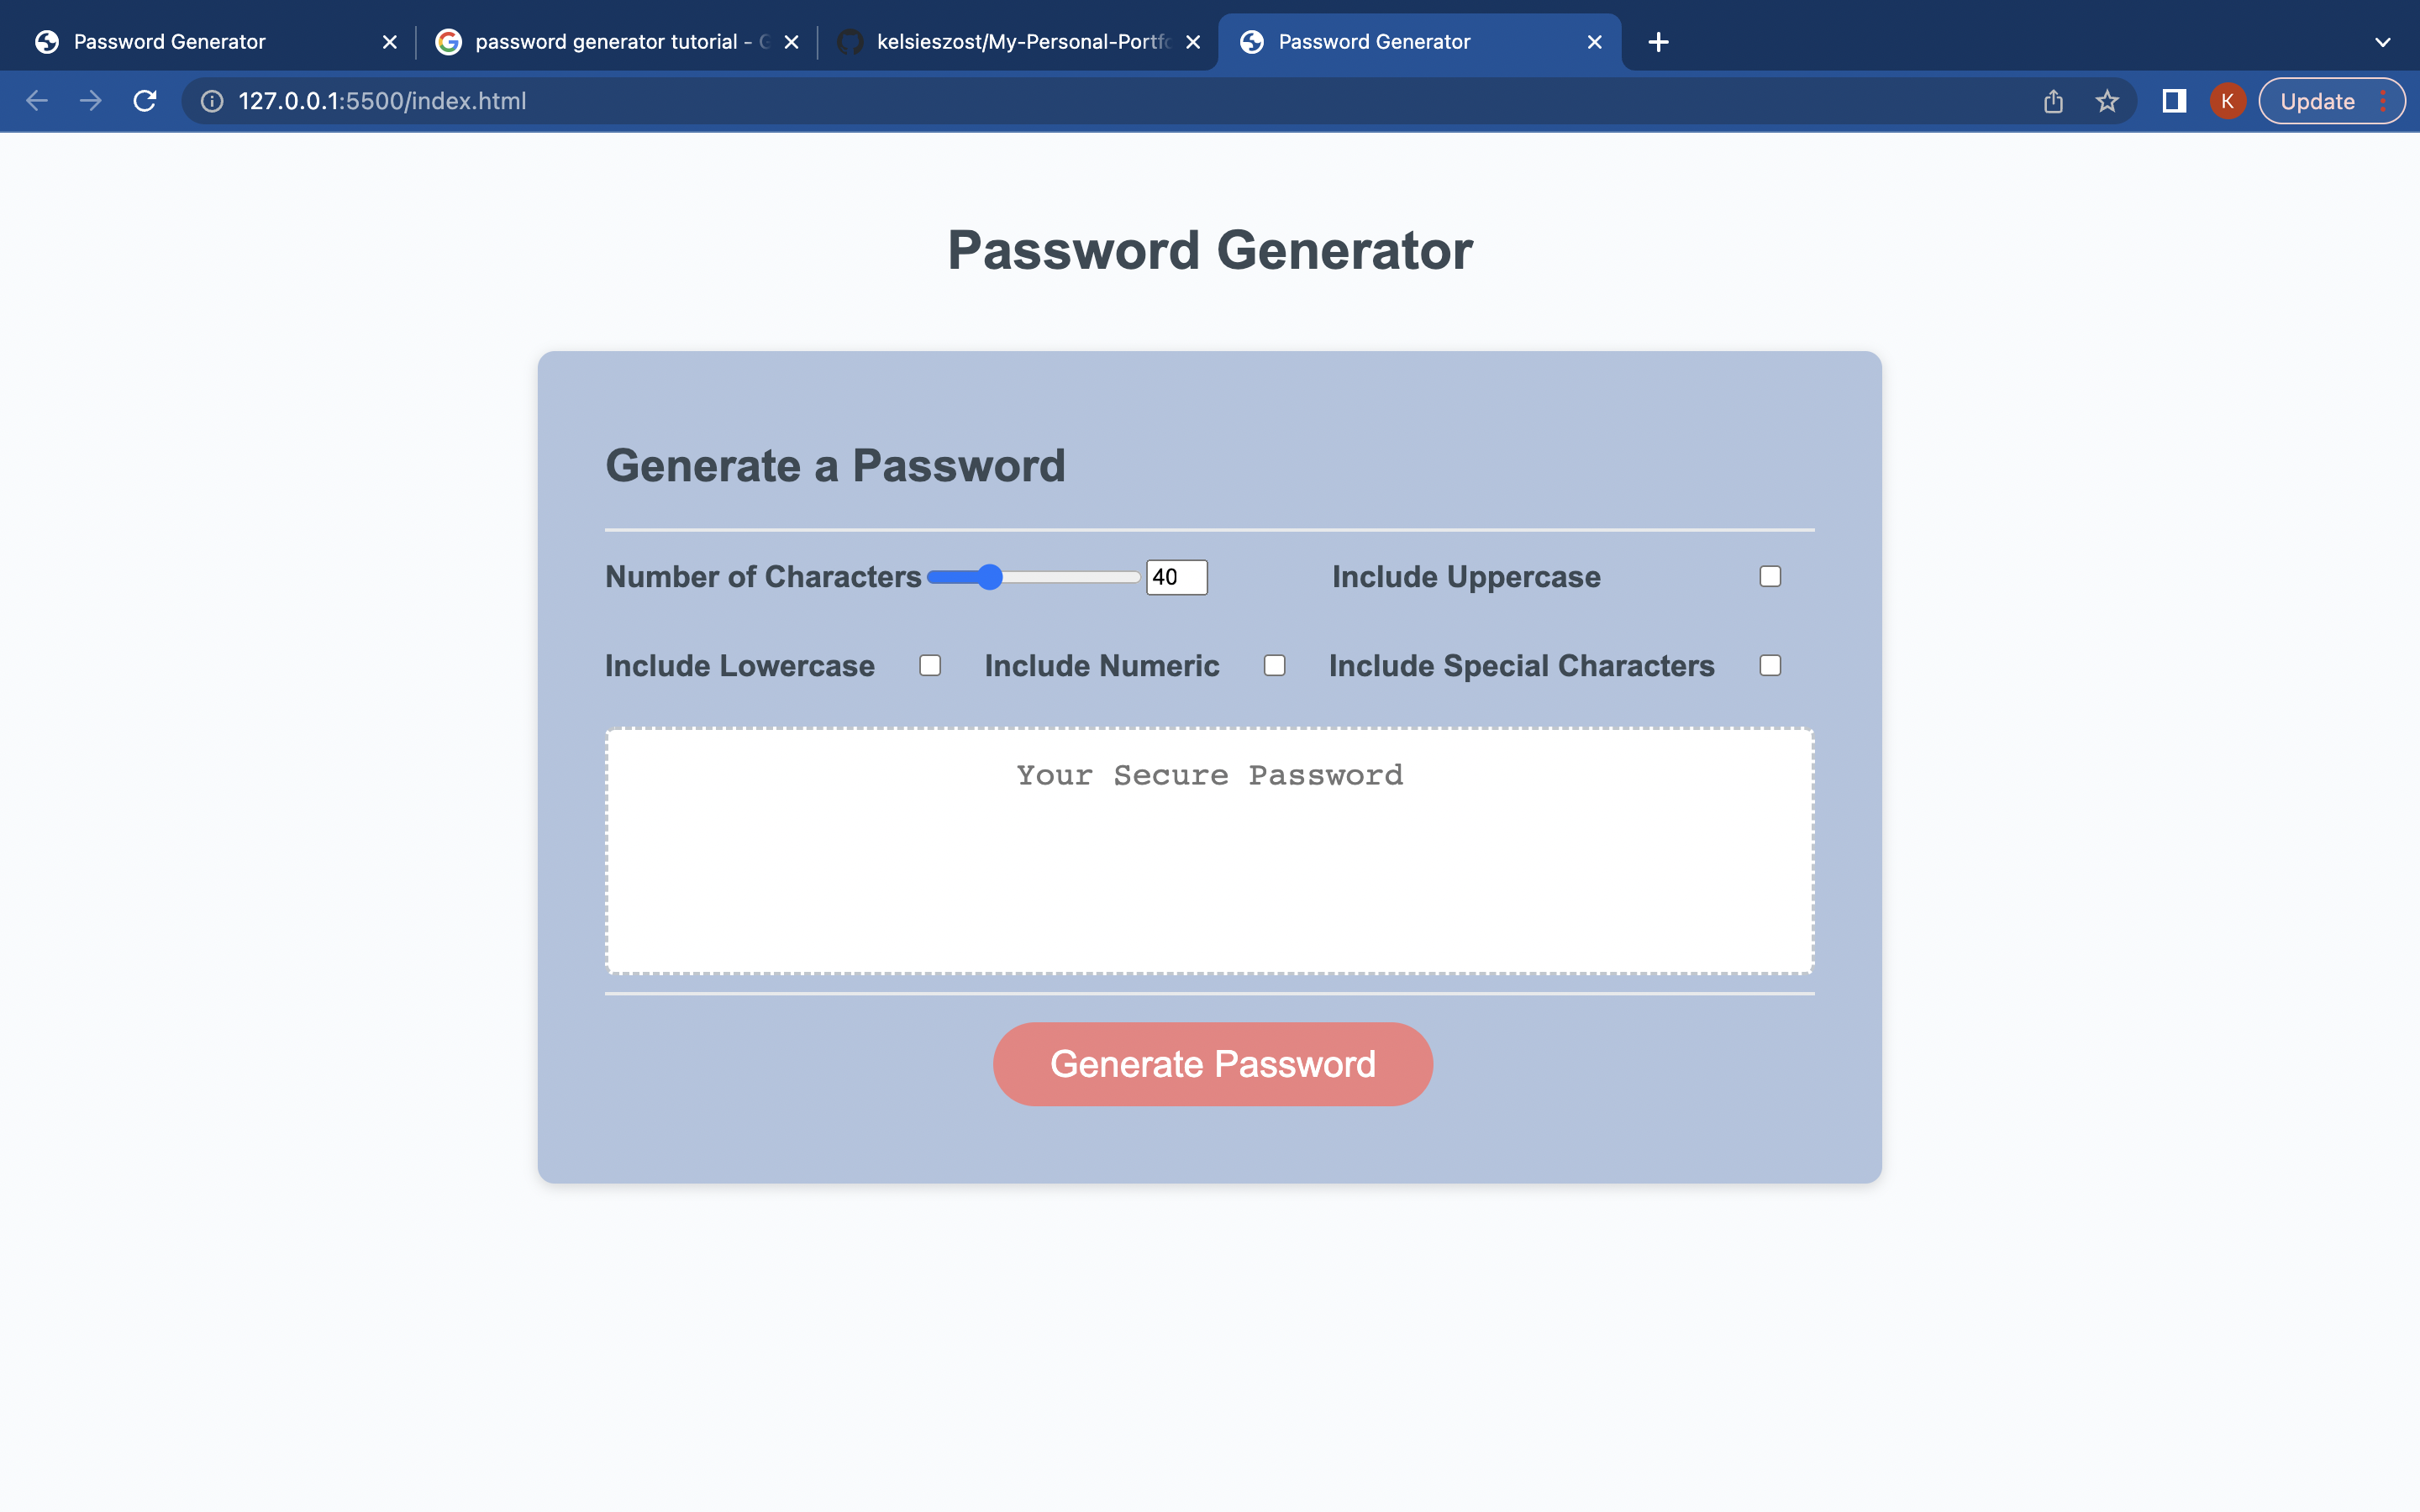 Password Generator
password generator tutorial - G
kelsieszost/My-Personal-Portfo
Password Generator
127.0.0.1:5500/index.html
K
Update
Password Generator
Generate a Password
Number of Characters 40 Include Uppercase
Include Lowercase Include Numeric Include Special Characters
Your Secure Password
Generate Password